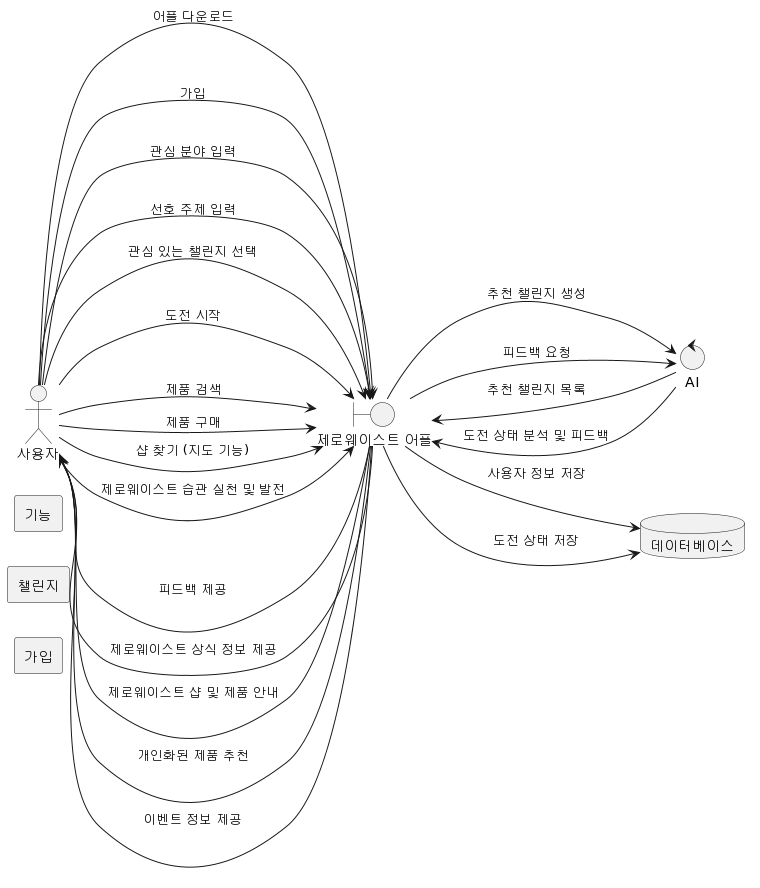 어플 다운로드
가입
관심 분야 입력
선호 주제 입력
관심 있는 챌린지 선택
도전 시작
제품 검색
제품 구매
샵 찾기 (지도 기능)
제로웨이스트 습관 실천 및 발전
사용자
제로웨이스트 어플
추천 챌린지 생성
피드백 요청
AI
추천 챌린지 목록
도전 상태 분석 및 피드백
사용자 정보 저장
도전 상태 저장
데이터베이스
기능
챌린지
가입
피드백 제공
제로웨이스트 상식 정보 제공
제로웨이스트 샵 및 제품 안내
개인화된 제품 추천
이벤트 정보 제공